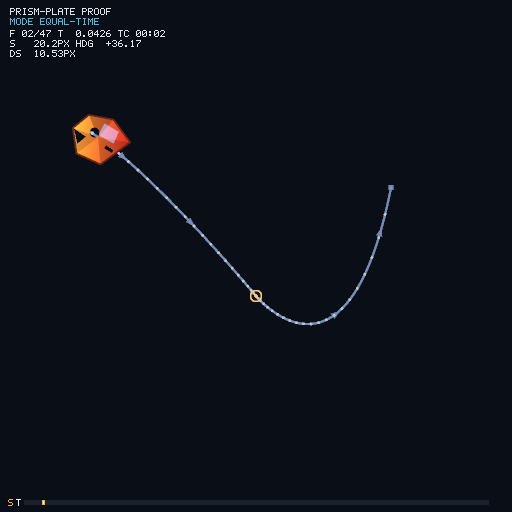 PRISM-PLATE PROOF
MODE EQUAL-TIME
F 02/47 T  0.0426 TC 00:02
S   20.2PX HDG  +36.17
DS  10.53PX
ST